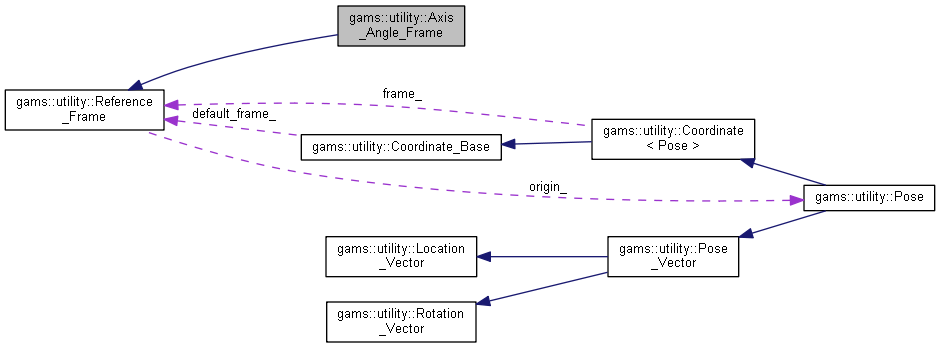 gams::utility::Axis
_Angle_Frame
gams::utility::Reference
_Frame
frame_
default_frame_
gams::utility::Coordinate
< Pose >
gams::utility::Coordinate_Base
origin_
gams::utility::Pose
gams::utility::Location
_Vector
gams::utility::Pose
_Vector
gams::utility::Rotation
_Vector